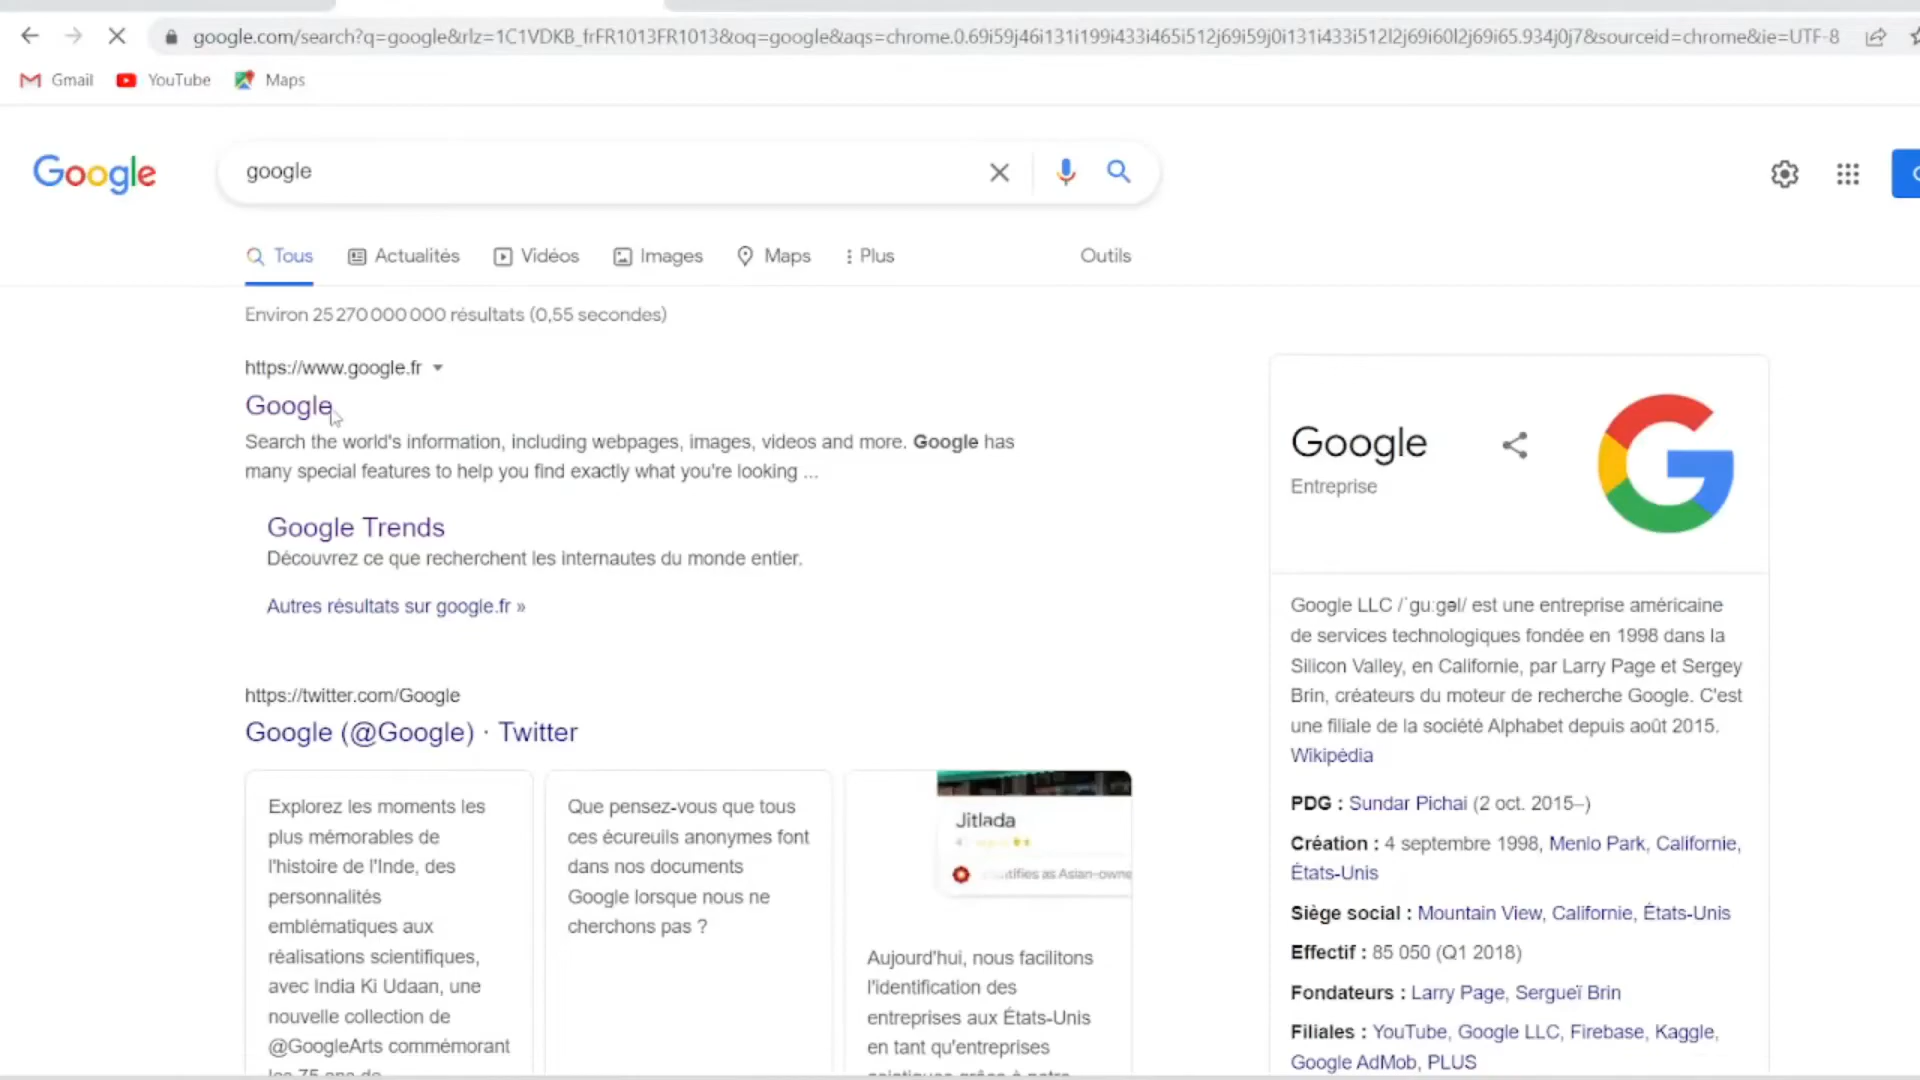 google.com/search?q=google&rlz=1C1VDKB_frFR1013FR1013&oq=google&aqs=chrome.0.69i59j46i131i199i433i465i512j69i59j0i131i433i512l2j69i60l2j69i65.934j0j7&sourceid=chrome&ie=UTF-8
Gmail YouTube Maps
Google google
Tous Actualités Vidéos Images Maps Plus Outils
Environ 25 270 000 000 résultats (0,55 secondes)
https://www.google.fr
Google
Search the world's information, including webpages, images, videos and more. Google has
many special features to help you find exactly what you're looking ...
Google Trends
Découvrez ce que recherchent les internautes du monde entier.
Autres résultats sur google.fr »
https://twitter.com/Google
Google (@Google) · Twitter
Explorez les moments les
plus mémorables de
l'histoire de l'Inde, des
personnalités
emblématiques aux
réalisations scientifiques,
avec India Ki Udaan, une
nouvelle collection de
@GoogleArts commémorant
les 75 ans de
Que pensez-vous que tous
ces écureuils anonymes font
dans nos documents
Google lorsque nous ne
cherchons pas ?
Jitlada
as Asian-owne
Aujourd'hui, nous facilitons
l'identification des
entreprises aux États-Unis
en tant qu'entreprises
Google
Entreprise
Google LLC /ˈɡuːɡəl/ est une entreprise américaine
de services technologiques fondée en 1998 dans la
Silicon Valley, en Californie, par Larry Page et Sergey
Brin, créateurs du moteur de recherche Google. C'est
une filiale de la société Alphabet depuis août 2015.
Wikipédia
PDG : Sundar Pichai (2 oct. 2015–)
Création : 4 septembre 1998, Menlo Park, Californie,
États-Unis
Siège social : Mountain View, Californie, États-Unis
Effectif : 85 050 (Q1 2018)
Fondateurs : Larry Page, Sergueï Brin
Filiales : YouTube, Google LLC, Firebase, Kaggle,
Google AdMob, PLUS